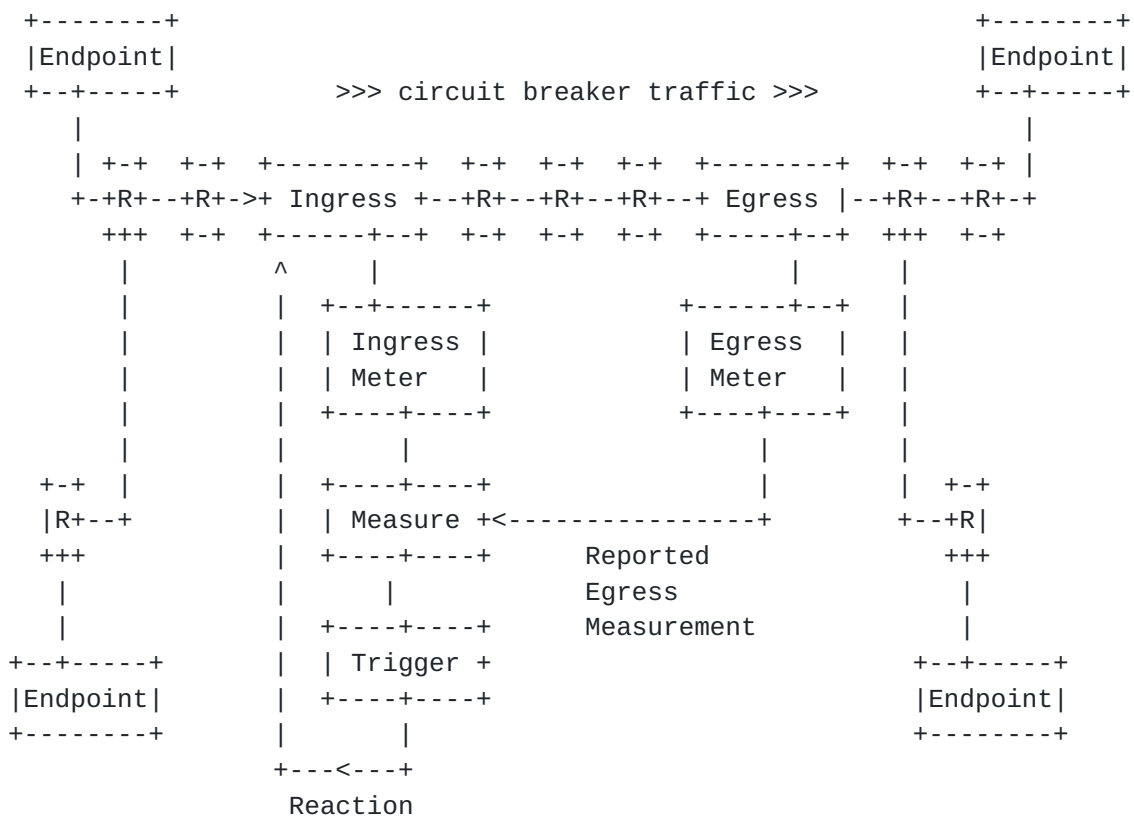 +--------+                                                   +--------+
|Endpoint|                                                   |Endpoint|
+--+-----+          >>> circuit breaker traffic >>>          +--+-----+
   |                                                            |
   | +-+  +-+  +---------+  +-+  +-+  +-+  +--------+  +-+  +-+ |
   +-+R+--+R+->+ Ingress +--+R+--+R+--+R+--+ Egress |--+R+--+R+-+
     +++  +-+  +------+--+  +-+  +-+  +-+  +-----+--+  +++  +-+
      |         ^     |                          |      |
      |         |  +--+------+            +------+--+   |
      |         |  | Ingress |            | Egress  |   |
      |         |  | Meter   |            | Meter   |   |
      |         |  +----+----+            +----+----+   |
      |         |       |                      |        |
 +-+  |         |  +----+----+                 |        |  +-+
 |R+--+         |  | Measure +<----------------+        +--+R|
 +++            |  +----+----+      Reported               +++
  |             |      |            Egress                  |
  |             |  +----+----+      Measurement             |
+--+-----+      |  | Trigger +                           +--+-----+
|Endpoint|      |  +----+----+                           |Endpoint|
+--------+      |       |                                +--------+
                +---<---+
                 Reaction